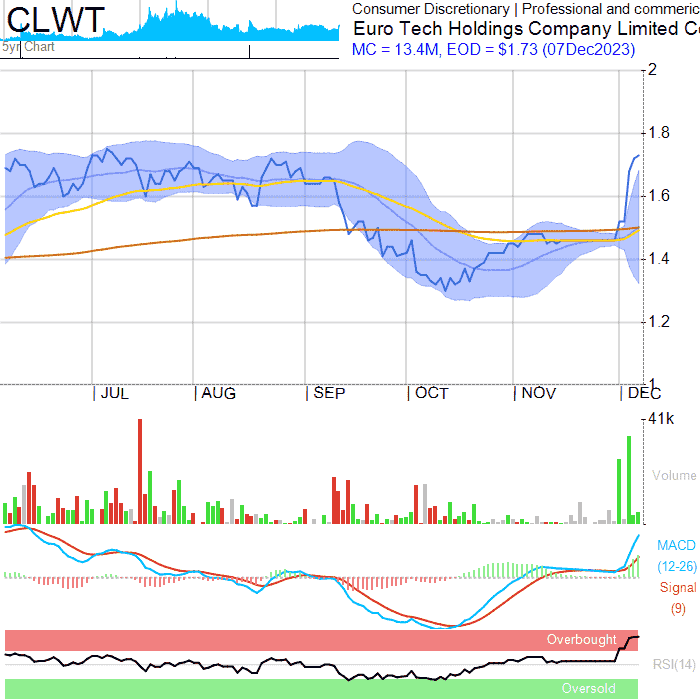 CLWT
5yr Chart
Consumer Discretionary | Professional and commeric
Euro Tech Holdings Company Limited Co
MC = 13.4M, EOD = $1.73 (07Dec2023)
2
1.8
1.6
1.4
1.2
1
JUL AUG SEP OCT NOV DEC
41k
Volume
MACD
(12-26)
Signal
(9)
Overbought
RSI(14)
Oversold